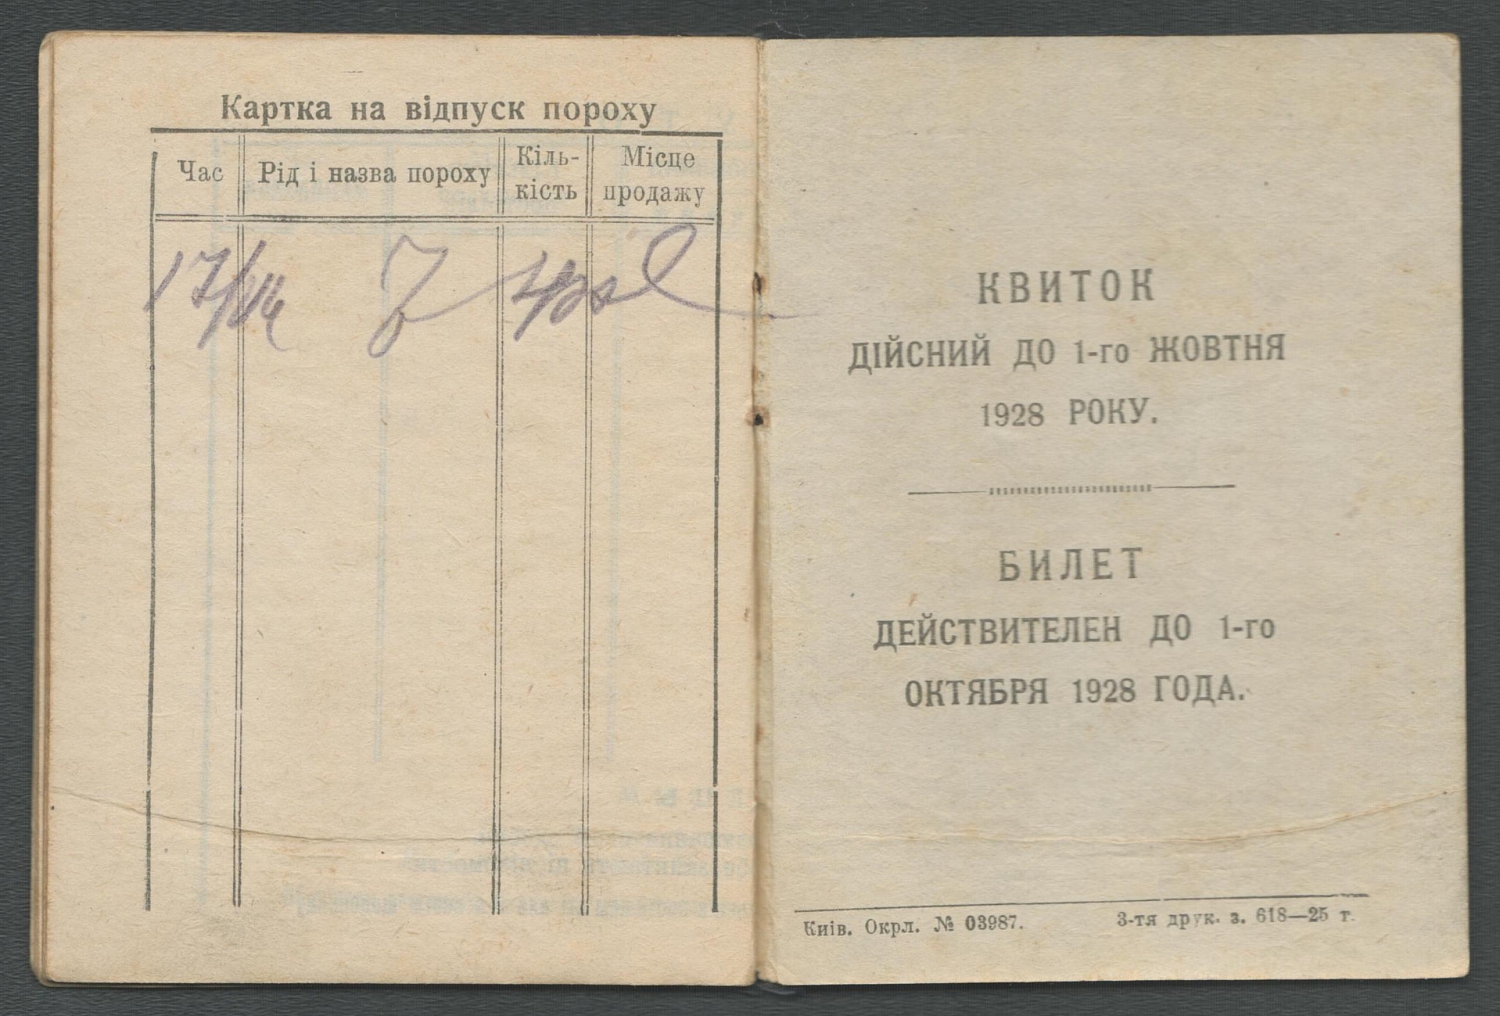 Картка на відпуск пороху
Час Рід і назва пороху Кіль-кість Місце продажу
17/
КВИТОК
ДІЙСНИЙ ДО 1-го ЖОВТНЯ
1928 РОКУ.
БИЛЕТ
ДЕЙСТВИТЕЛЕН ДО 1-го
ОКТЯБРЯ 1928 ГОДА.
Київ. Окрл. № 03987. 3-тя друк. з. 618—25 т.